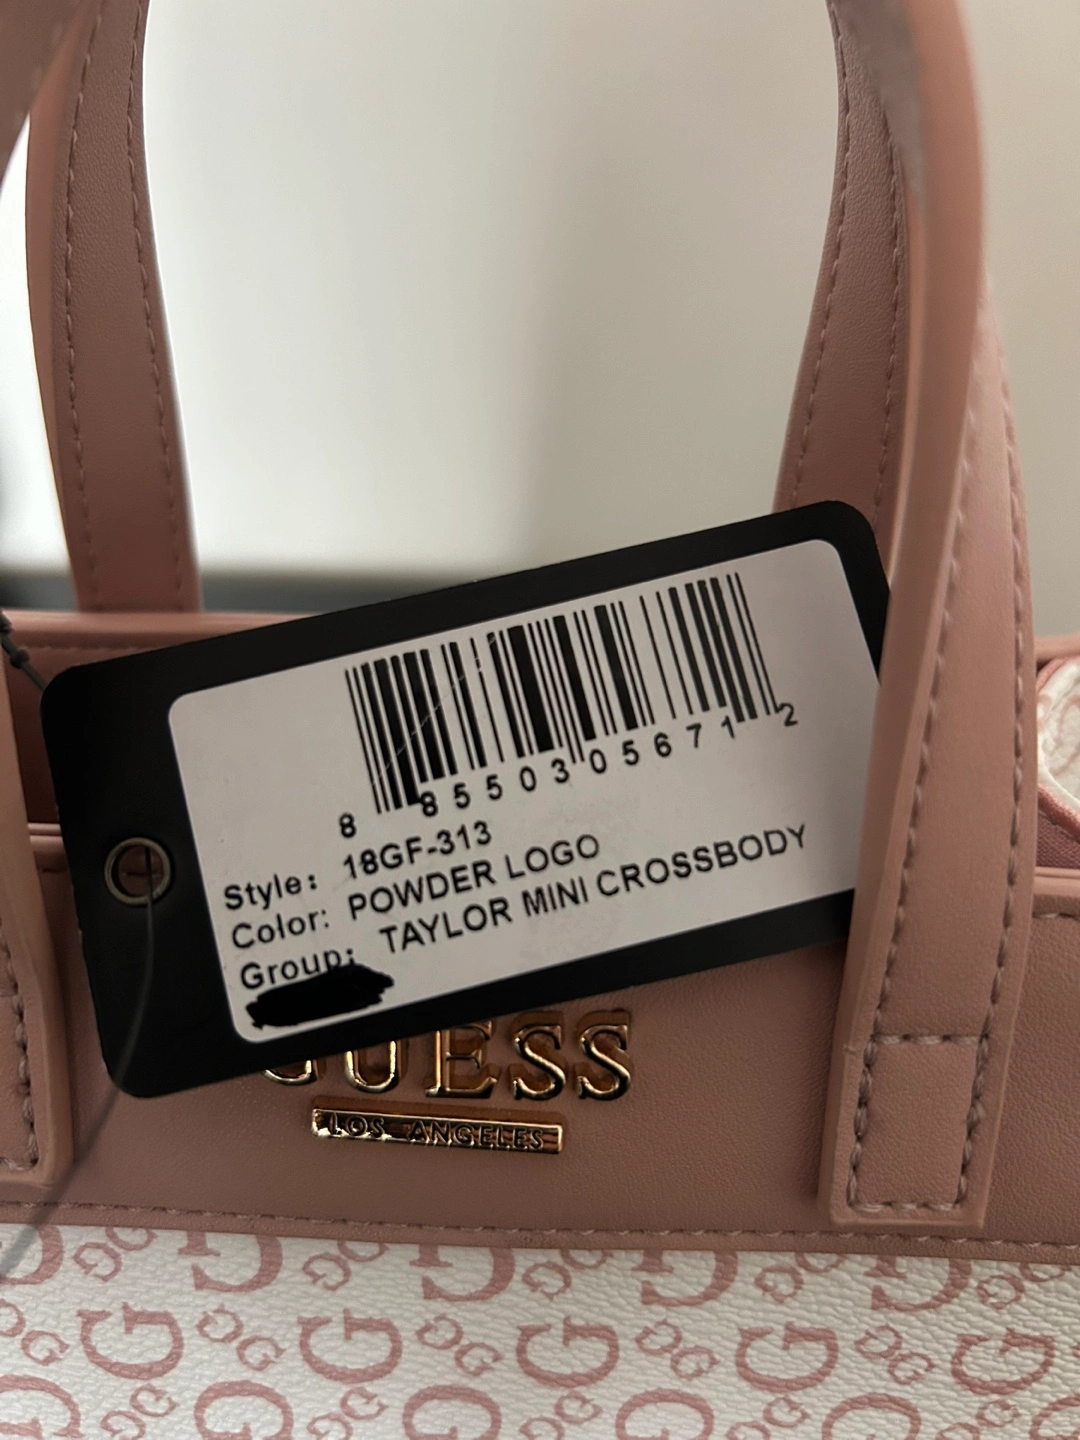 8 85503 05671 2
Style: 18GF-313
Color: POWDER LOGO
Group: TAYLOR MINI CROSSBODY
GUESS
LOS ANGELES